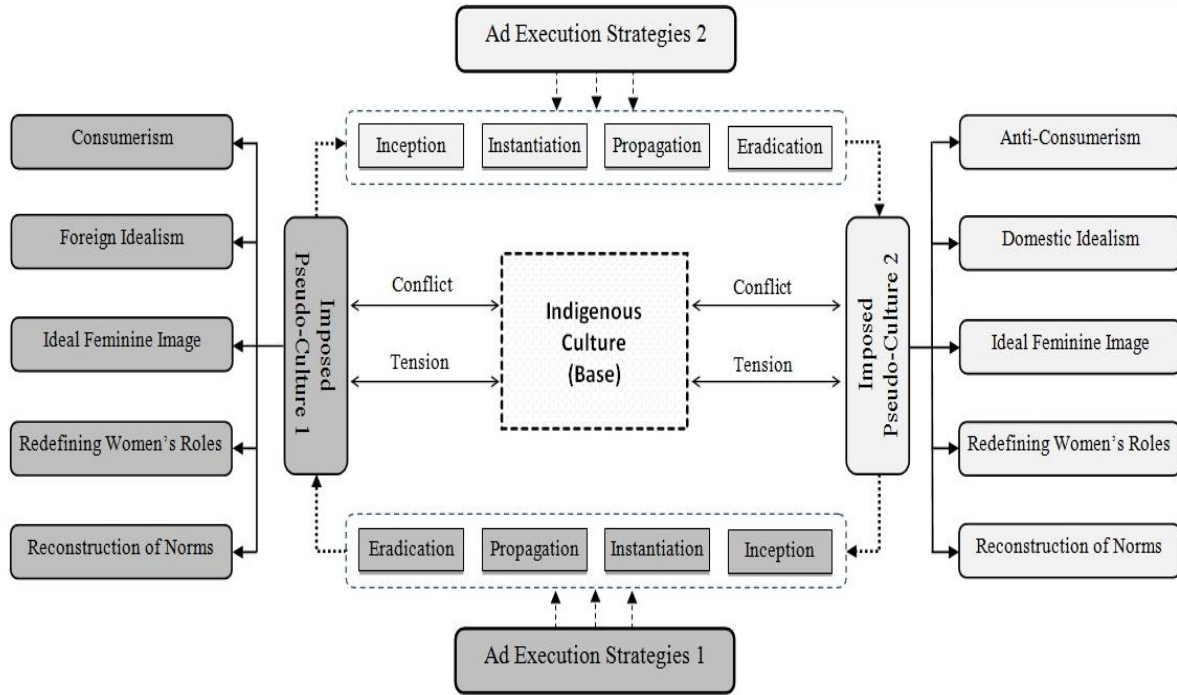 Ad Execution Strategies 2
Inception
Instantiation
Propagation
Eradication
Consumerism
Foreign Idealism
Ideal Feminine Image
Redefining Women’s Roles
Reconstruction of Norms
Imposed
Pseudo-Culture 1
Conflict
Tension
Indigenous
Culture
(Base)
Conflict
Tension
Imposed
Pseudo-Culture 2
Anti-Consumerism
Domestic Idealism
Ideal Feminine Image
Redefining Women’s Roles
Reconstruction of Norms
Eradication
Propagation
Instantiation
Inception
Ad Execution Strategies 1